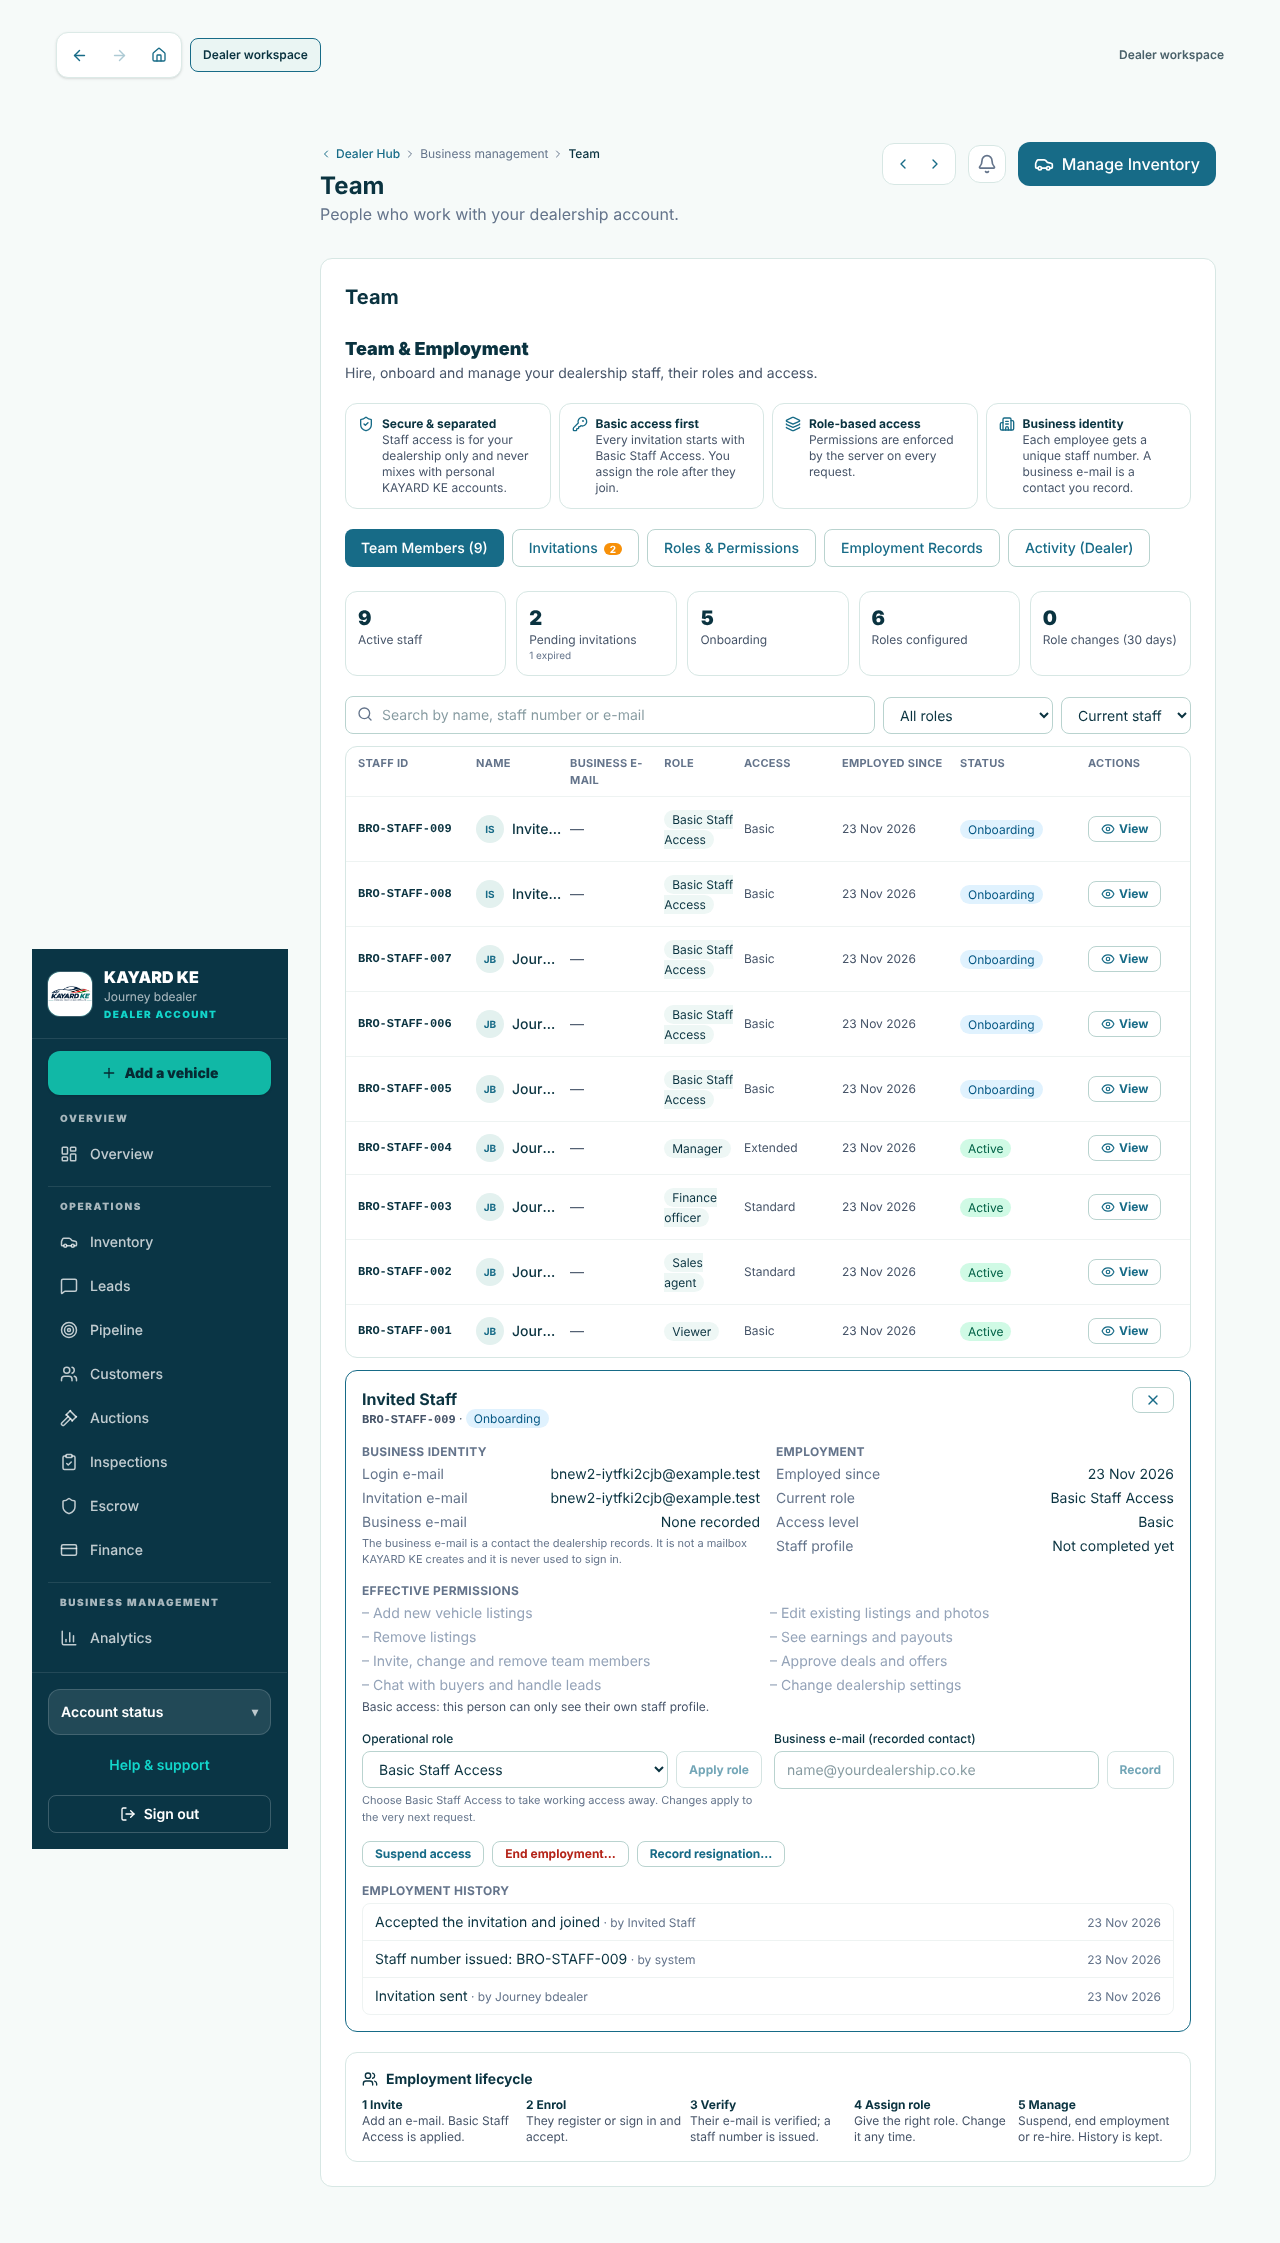 Dealer workspace
Dealer workspace
Dealer Hub
Business management
Team
Team
People who work with your dealership account.
Manage Inventory
Team
Team & Employment
Hire, onboard and manage your dealership staff, their roles and access.
Secure & separated
Staff access is for your
dealership only and never
mixes with personal
KAYARD KE accounts.
Basic access first
Every invitation starts with
Basic Staff Access. You
assign the role after they
join.
Role-based access
Permissions are enforced
by the server on every
request.
Business identity
Each employee gets a
unique staff number. A
business e-mail is a
contact you record.
Team Members (9)
Invitations 2
Roles & Permissions
Employment Records
Activity (Dealer)
9
Active staff
2
Pending invitations
1 expired
5
Onboarding
6
Roles configured
0
Role changes (30 days)
Search by name, staff number or e-mail
All roles
Current staff
STAFF ID NAME BUSINESS E-MAIL ROLE ACCESS EMPLOYED SINCE STATUS ACTIONS
BRO-STAFF-009 IS Invite... — Basic Staff Access Basic 23 Nov 2026 Onboarding View
BRO-STAFF-008 IS Invite... — Basic Staff Access Basic 23 Nov 2026 Onboarding View
BRO-STAFF-007 JB Jour... — Basic Staff Access Basic 23 Nov 2026 Onboarding View
BRO-STAFF-006 JB Jour... — Basic Staff Access Basic 23 Nov 2026 Onboarding View
BRO-STAFF-005 JB Jour... — Basic Staff Access Basic 23 Nov 2026 Onboarding View
BRO-STAFF-004 JB Jour... — Manager Extended 23 Nov 2026 Active View
BRO-STAFF-003 JB Jour... — Finance officer Standard 23 Nov 2026 Active View
BRO-STAFF-002 JB Jour... — Sales agent Standard 23 Nov 2026 Active View
BRO-STAFF-001 JB Jour... — Viewer Basic 23 Nov 2026 Active View
Invited Staff
BRO-STAFF-009 · Onboarding
BUSINESS IDENTITY
Login e-mail bnew2-iytfki2cjb@example.test
Invitation e-mail bnew2-iytfki2cjb@example.test
Business e-mail None recorded
The business e-mail is a contact the dealership records. It is not a mailbox
KAYARD KE creates and it is never used to sign in.
EMPLOYMENT
Employed since 23 Nov 2026
Current role Basic Staff Access
Access level Basic
Staff profile Not completed yet
EFFECTIVE PERMISSIONS
– Add new vehicle listings
– Edit existing listings and photos
– Remove listings
– See earnings and payouts
– Invite, change and remove team members
– Approve deals and offers
– Chat with buyers and handle leads
– Change dealership settings
Basic access: this person can only see their own staff profile.
Operational role
Basic Staff Access
Apply role
Choose Basic Staff Access to take working access away. Changes apply to
the very next request.
Business e-mail (recorded contact)
name@yourdealership.co.ke
Record
Suspend access
End employment...
Record resignation...
EMPLOYMENT HISTORY
Accepted the invitation and joined · by Invited Staff 23 Nov 2026
Staff number issued: BRO-STAFF-009 · by system 23 Nov 2026
Invitation sent · by Journey bdealer 23 Nov 2026
Employment lifecycle
1 Invite
Add an e-mail. Basic Staff
Access is applied.
2 Enrol
They register or sign in and
accept.
3 Verify
Their e-mail is verified; a
staff number is issued.
4 Assign role
Give the right role. Change
it any time.
5 Manage
Suspend, end employment
or re-hire. History is kept.
KAYARD KE
KAYARD KE
Journey bdealer
DEALER ACCOUNT
Add a vehicle
OVERVIEW
Overview
OPERATIONS
Inventory
Leads
Pipeline
Customers
Auctions
Inspections
Escrow
Finance
BUSINESS MANAGEMENT
Analytics
Account status
Help & support
Sign out